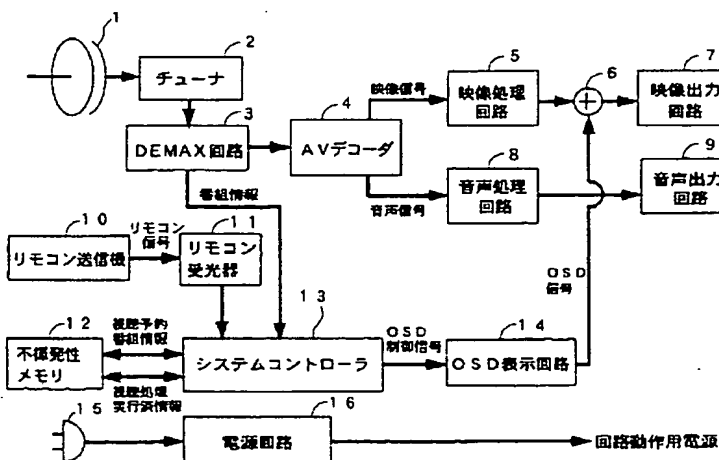 1
2
チューナ
3
DEMAX回路
4
AVデコーダ
映像信号
5
映像処理
回路
6
7
映像出力
回路
音声信号
8
音声処理
回路
9
音声出力
回路
番組情報
10
リモコン送信機
リモコン
信号
11
リモコン
受光器
12
不揮発性
メモリ
視聴予約
番組情報
視聴処理
実行済情報
13
システムコントローラ
OSD
制御信号
14
OSD表示回路
OSD
信号
15
16
電源回路
回路動作用電源